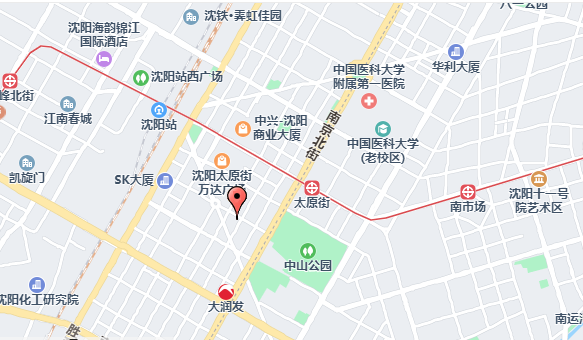 八一公园
沈铁·弄虹佳园
沈阳海韵锦江
国际酒店
华利大厦
沈阳站西广场
中国医科大学
附属第一医院
峰北街
江南春城
沈阳站
中兴-沈阳
商业大厦
南京北街
中国医科大学
(老校区)
凯旋门
SK大厦
沈阳太原街
万达广场
太原街
南市场
沈阳十一号
院艺术区
中山公园
沈阳化工研究院
大润发
南运河
胜